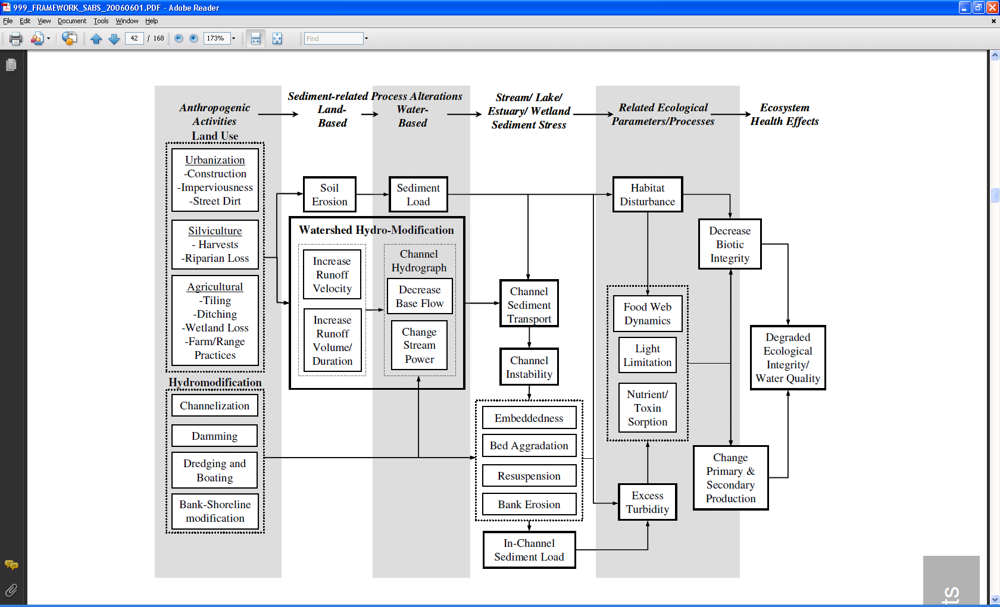 999_FRAMEWORK_SABS_20060601.PDF - Adobe Reader
File Edit View Document Tools Window Help
42 / 168 173% Find
Sediment-related Process Alterations
Anthropogenic
Activities
Land-
Based
Water-
Based
Stream/ Lake/
Estuary/ Wetland
Sediment Stress
Related Ecological
Parameters/Processes
Ecosystem
Health Effects
Land Use
Urbanization
-Construction
-Imperviousness
-Street Dirt
Silviculture
- Harvests
-Riparian Loss
Agricultural
-Tiling
-Ditching
-Wetland Loss
-Farm/Range
Practices
Hydromodification
Channelization
Damming
Dredging and
Boating
Bank-Shoreline
modification
Soil
Erosion
Sediment
Load
Watershed Hydro-Modification
Increase
Runoff
Velocity
Increase
Runoff
Volume/
Duration
Channel
Hydrograph
Decrease
Base Flow
Change
Stream
Power
Channel
Sediment
Transport
Channel
Instability
Embeddedness
Bed Aggradation
Resuspension
Bank Erosion
In-Channel
Sediment Load
Habitat
Disturbance
Food Web
Dynamics
Light
Limitation
Nutrient/
Toxin
Sorption
Excess
Turbidity
Decrease
Biotic
Integrity
Change
Primary &
Secondary
Production
Degraded
Ecological
Integrity/
Water Quality
ts